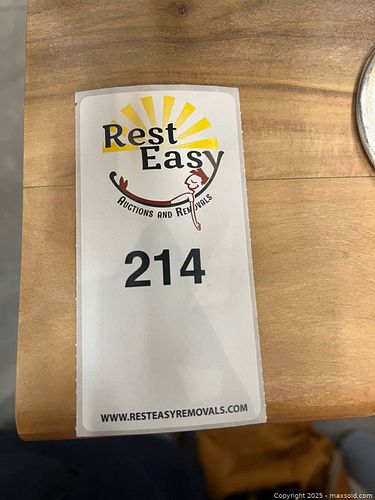 Rest
Easy
AUCTIONS AND REMOVALS
214
WWW.RESTEASYREMOVALS.COM
Copyright 2025 - maxsold.com